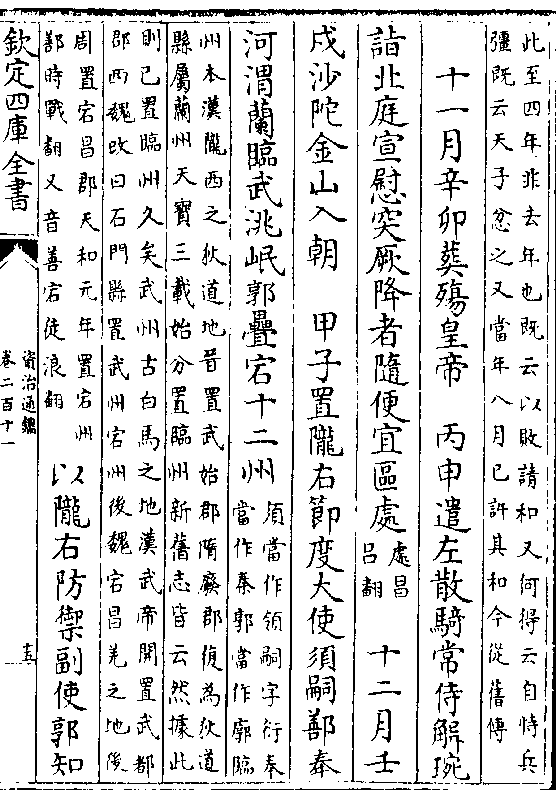 此至四年非去年也既云以敗請和又何得云自恃兵
彊既云天子忿之又當年八月已許其和今從舊傳
十一月辛卯葬殤皇帝　丙申遣左散騎常侍解琬
詣北庭宣慰突厥降者隨便宜區處
處昌
呂翻
十二月壬
戍沙陀金山入朝　甲子置隴右節度大使須嗣鄯奉
河渭蘭臨武洮岷郭疊宕十二州
須當作領嗣字衍奉
當作秦郭當作廓臨
州本漢隴西之狄道地晉置武始郡隋廢郡復為狄道
縣屬蘭州天寶三載始分置臨州新舊志皆云然據此
則已置臨州久矣武州古白馬之地漢武帝開置武都
郡西魏改曰石門縣置武州宕州後魏宕昌羌之地後
周置宕昌郡天和元年置宕州
鄯時戰翻又音善宕徒浪翻
以隴右防禦副使郭知
欽定四庫全書
資治通鑑
卷二百十一
十五